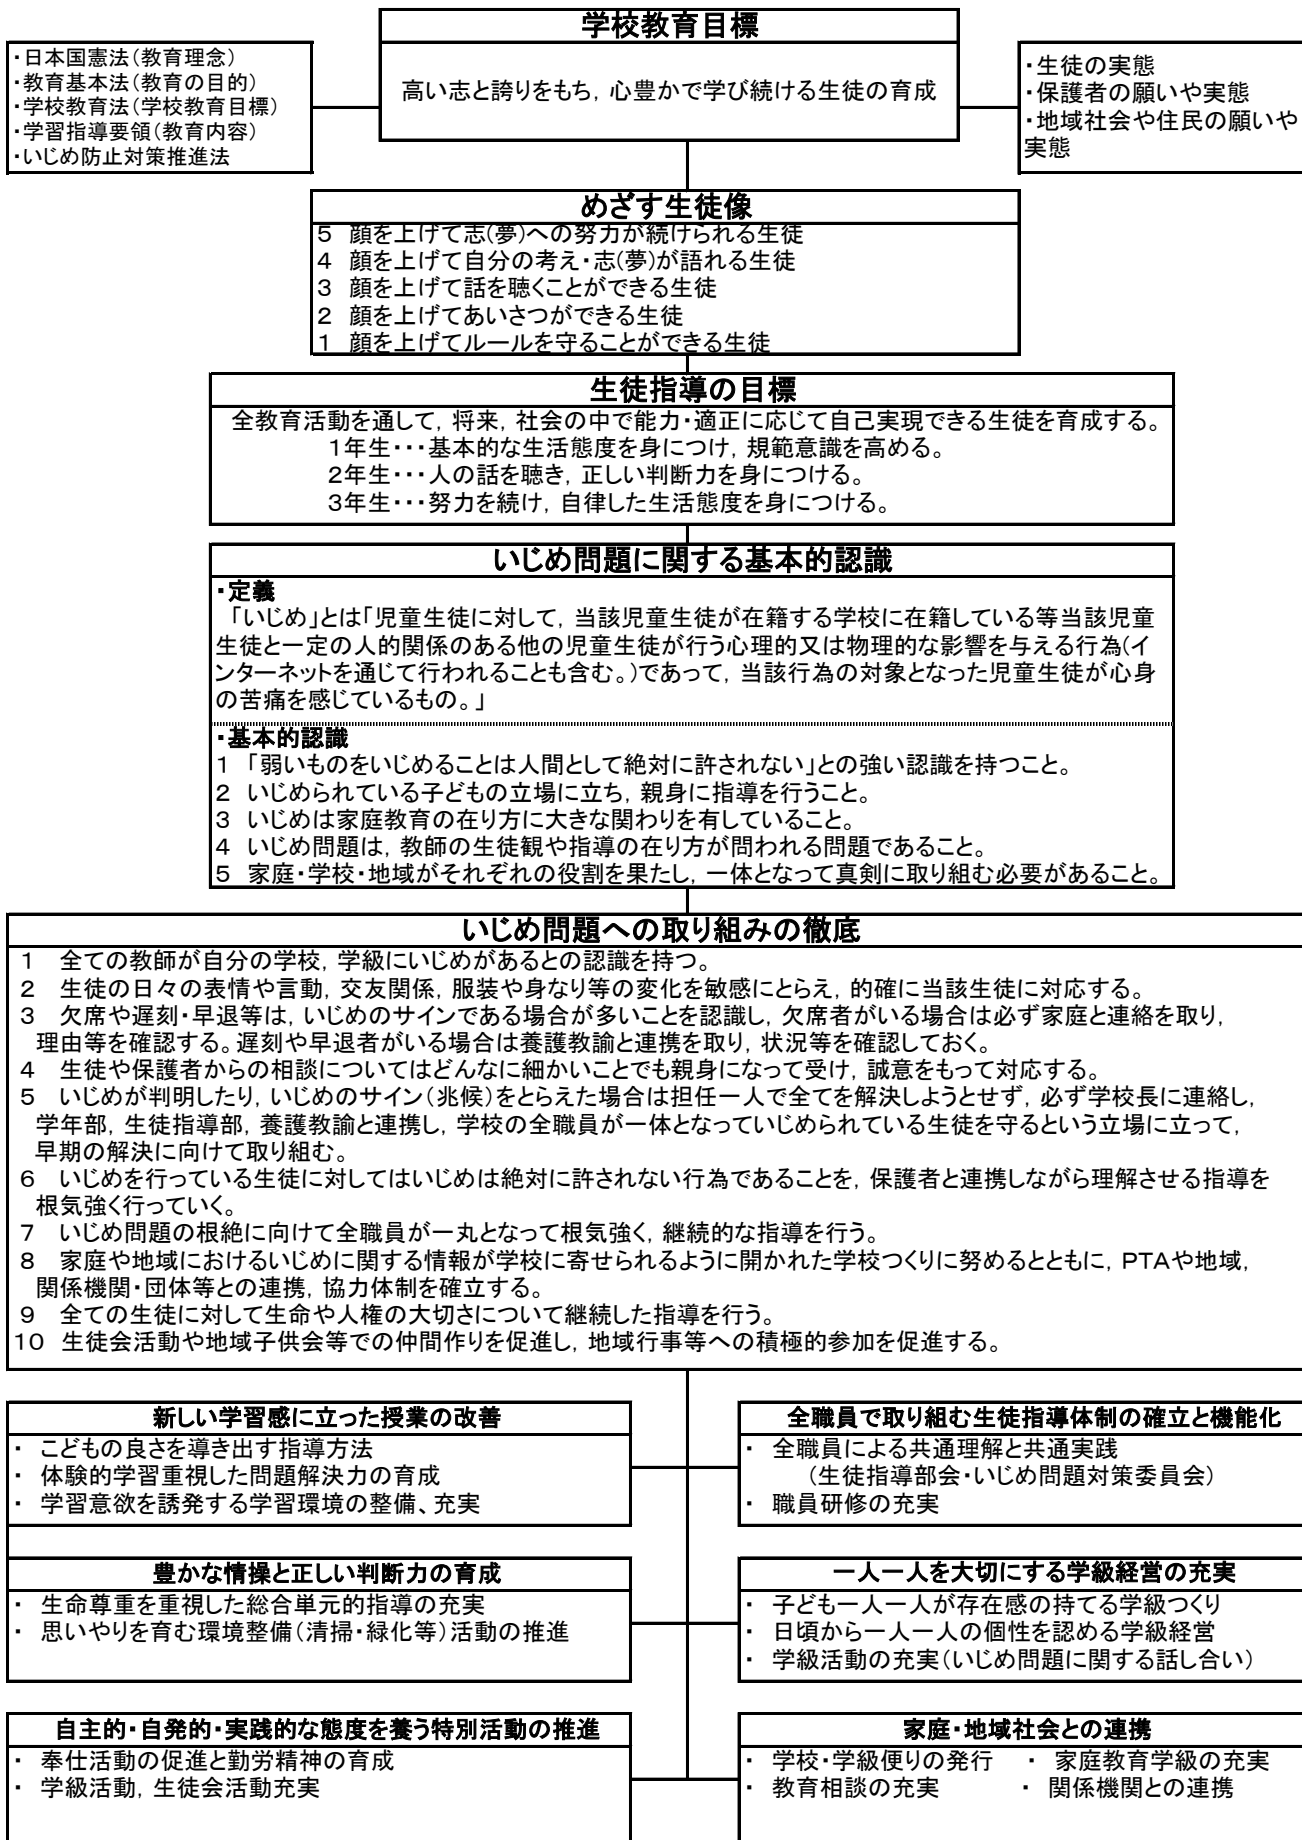 学校教育目標
高い志と誇りをもち，心豊かで学び続ける生徒の育成
・日本国憲法（教育理念）
・教育基本法（教育の目的）
・学校教育法（学校教育目標）
・学習指導要領（教育内容）
・いじめ防止対策推進法
・生徒の実態
・保護者の願いや実態
・地域社会や住民の願いや
実態
めざす生徒像
５　顔を上げて志（夢）への努力が続けられる生徒
４　顔を上げて自分の考え・志（夢）が語れる生徒
３　顔を上げて話を聴くことができる生徒
２　顔を上げてあいさつができる生徒
１　顔を上げてルールを守ることができる生徒
生徒指導の目標
全教育活動を通して，将来，社会の中で能力・適正に応じて自己実現できる生徒を育成する。
１年生・・・基本的な生活態度を身につけ，規範意識を高める。
２年生・・・人の話を聴き，正しい判断力を身につける。
３年生・・・努力を続け，自律した生活態度を身につける。
いじめ問題に関する基本的認識
・定義
「いじめ」とは「児童生徒に対して，当該児童生徒が在籍する学校に在籍している等当該児童
生徒と一定の人的関係のある他の児童生徒が行う心理的又は物理的な影響を与える行為（イ
ンターネットを通じて行われることも含む。）であって，当該行為の対象となった児童生徒が心身
の苦痛を感じているもの。」
・基本的認識
１　「弱いものをいじめることは人間として絶対に許されない」との強い認識を持つこと。
２　いじめられている子どもの立場に立ち，親身に指導を行うこと。
３　いじめは家庭教育の在り方に大きな関わりを有していること。
４　いじめ問題は，教師の生徒観や指導の在り方が問われる問題であること。
５　家庭・学校・地域がそれぞれの役割を果たし，一体となって真剣に取り組む必要があること。
いじめ問題への取り組みの徹底
１　全ての教師が自分の学校，学級にいじめがあるとの認識を持つ。
２　生徒の日々の表情や言動，交友関係，服装や身なり等の変化を敏感にとらえ，的確に当該生徒に対応する。
３　欠席や遅刻・早退等は，いじめのサインである場合が多いことを認識し，欠席者がいる場合は必ず家庭と連絡を取り，
理由等を確認する。遅刻や早退者がいる場合は養護教諭と連携を取り，状況等を確認しておく。
４　生徒や保護者からの相談についてはどんなに細かいことでも親身になって受け，誠意をもって対応する。
５　いじめが判明したり，いじめのサイン（兆候）をとらえた場合は担任一人で全てを解決しようとせず，必ず学校長に連絡し，
学年部，生徒指導部，養護教諭と連携し，学校の全職員が一体となっていじめられている生徒を守るという立場に立って，
早期の解決に向けて取り組む。
６　いじめを行っている生徒に対してはいじめは絶対に許されない行為であることを，保護者と連携しながら理解させる指導を
根気強く行っていく。
７　いじめ問題の根絶に向けて全職員が一丸となって根気強く，継続的な指導を行う。
８　家庭や地域におけるいじめに関する情報が学校に寄せられるように開かれた学校つくりに努めるとともに，ＰＴＡや地域，
関係機関・団体等との連携，協力体制を確立する。
９　全ての生徒に対して生命や人権の大切さについて継続した指導を行う。
１０　生徒会活動や地域子供会等での仲間作りを促進し，地域行事等への積極的参加を促進する。
新しい学習感に立った授業の改善
・　こどもの良さを導き出す指導方法
・　体験的学習重視した問題解決力の育成
・　学習意欲を誘発する学習環境の整備、充実
全職員で取り組む生徒指導体制の確立と機能化
・　全職員による共通理解と共通実践
（生徒指導部会・いじめ問題対策委員会）
・　職員研修の充実
豊かな情操と正しい判断力の育成
・　生命尊重を重視した総合単元的指導の充実
・　思いやりを育む環境整備（清掃・緑化等）活動の推進
一人一人を大切にする学級経営の充実
・　子ども一人一人が存在感の持てる学級つくり
・　日頃から一人一人の個性を認める学級経営
・　学級活動の充実（いじめ問題に関する話し合い）
自主的・自発的・実践的な態度を養う特別活動の推進
・　奉仕活動の促進と勤労精神の育成
・　学級活動，生徒会活動充実
家庭・地域社会との連携
・　学校・学級便りの発行　・　家庭教育学級の充実
・　教育相談の充実　・　関係機関との連携